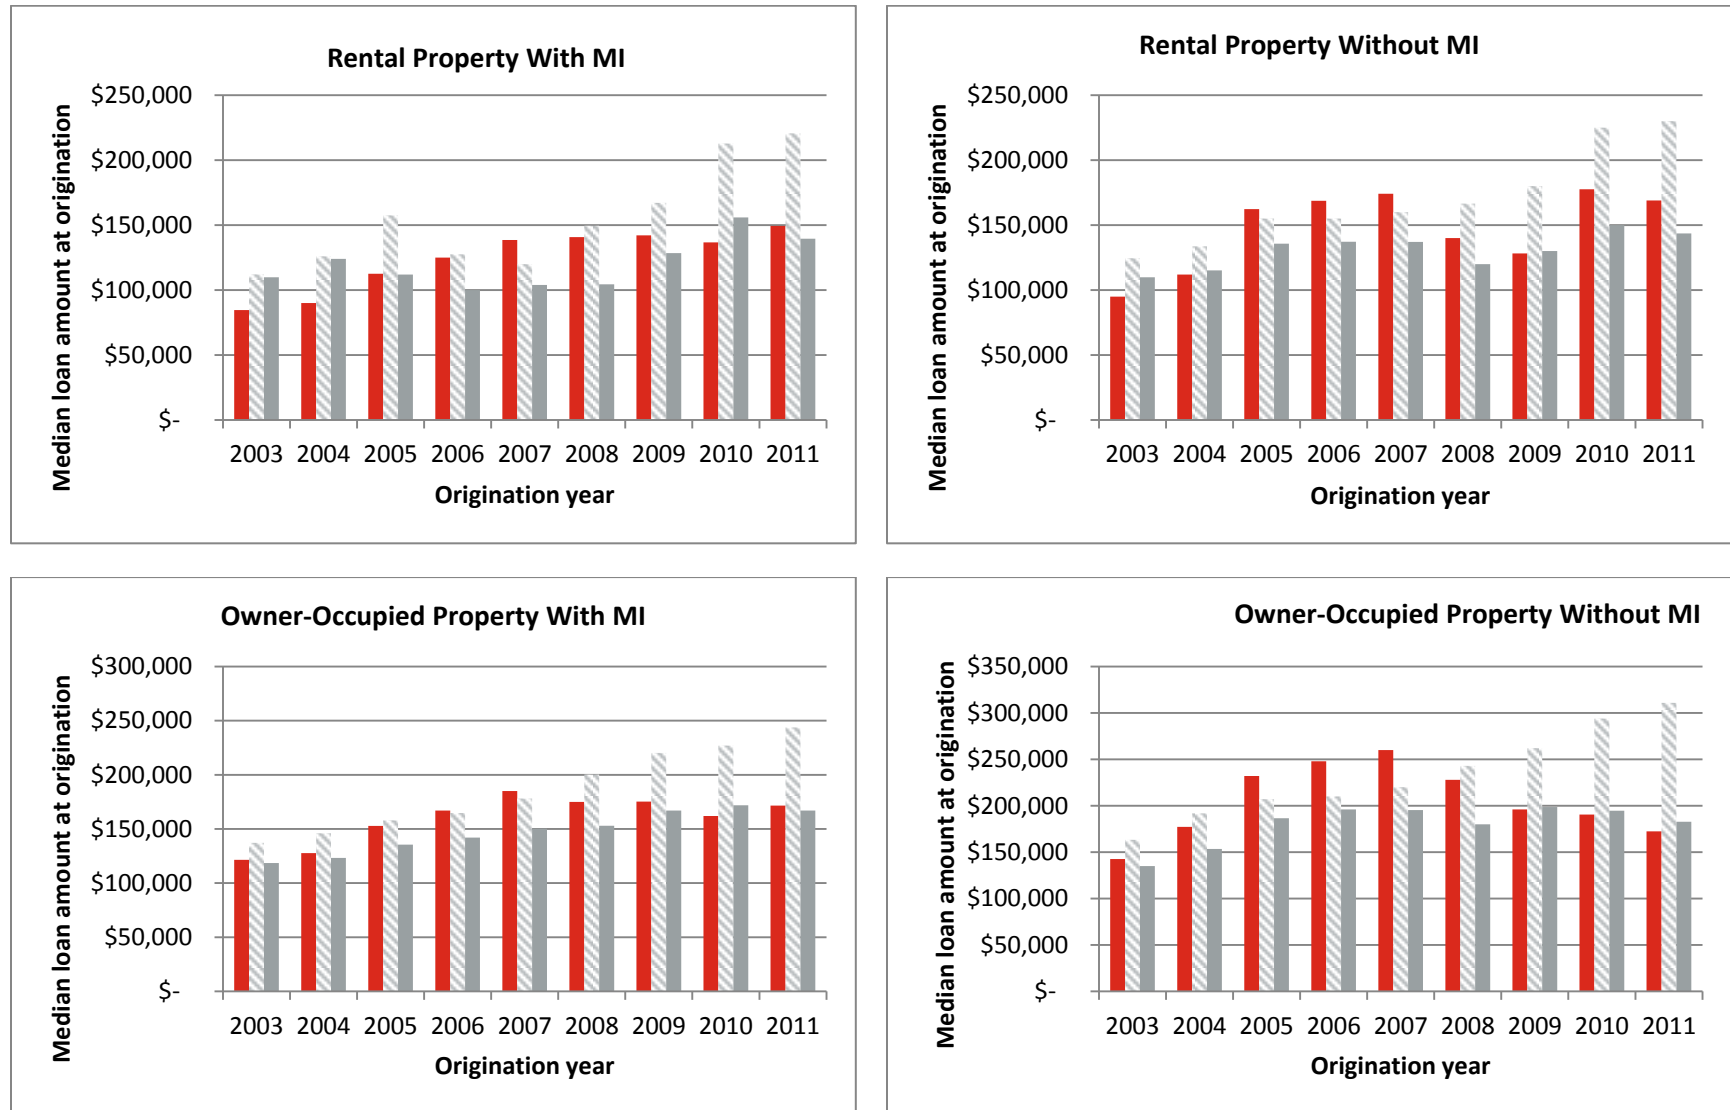 Rental Property With MI
Median loan amount at origination
$250,000
$200,000
$150,000
$100,000
$50,000
$-
2003 2004 2005 2006 2007 2008 2009 2010 2011
Origination year
Rental Property Without MI
Median loan amount at origination
$250,000
$200,000
$150,000
$100,000
$50,000
$-
2003 2004 2005 2006 2007 2008 2009 2010 2011
Origination year
Owner-Occupied Property With MI
Median loan amount at origination
$300,000
$250,000
$200,000
$150,000
$100,000
$50,000
$-
2003 2004 2005 2006 2007 2008 2009 2010 2011
Origination year
Owner-Occupied Property Without MI
Median loan amount at origination
$350,000
$300,000
$250,000
$200,000
$150,000
$100,000
$50,000
$-
2003 2004 2005 2006 2007 2008 2009 2010 2011
Origination year